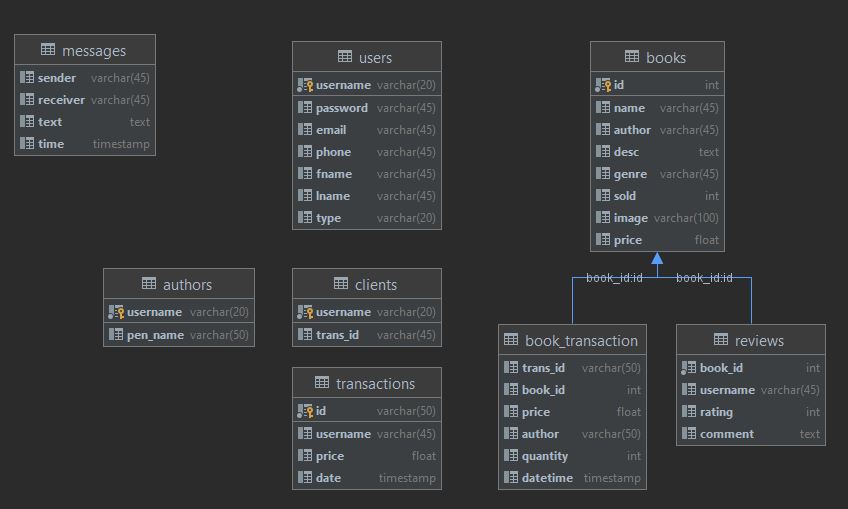 messages
sender varchar(45)
receiver varchar(45)
text text
time timestamp
users
username varchar(20)
password varchar(45)
email varchar(45)
phone varchar(45)
fname varchar(45)
lname varchar(45)
type varchar(20)
books
id int
name varchar(45)
author varchar(45)
desc text
genre varchar(45)
sold int
image varchar(100)
price float
book_id:id book_id:id
authors
username varchar(20)
pen_name varchar(50)
clients
username varchar(20)
trans_id varchar(45)
transactions
id varchar(50)
username varchar(45)
price float
date timestamp
book_transaction
trans_id varchar(50)
book_id int
price float
author varchar(50)
quantity int
datetime timestamp
reviews
book_id int
username varchar(45)
rating int
comment text